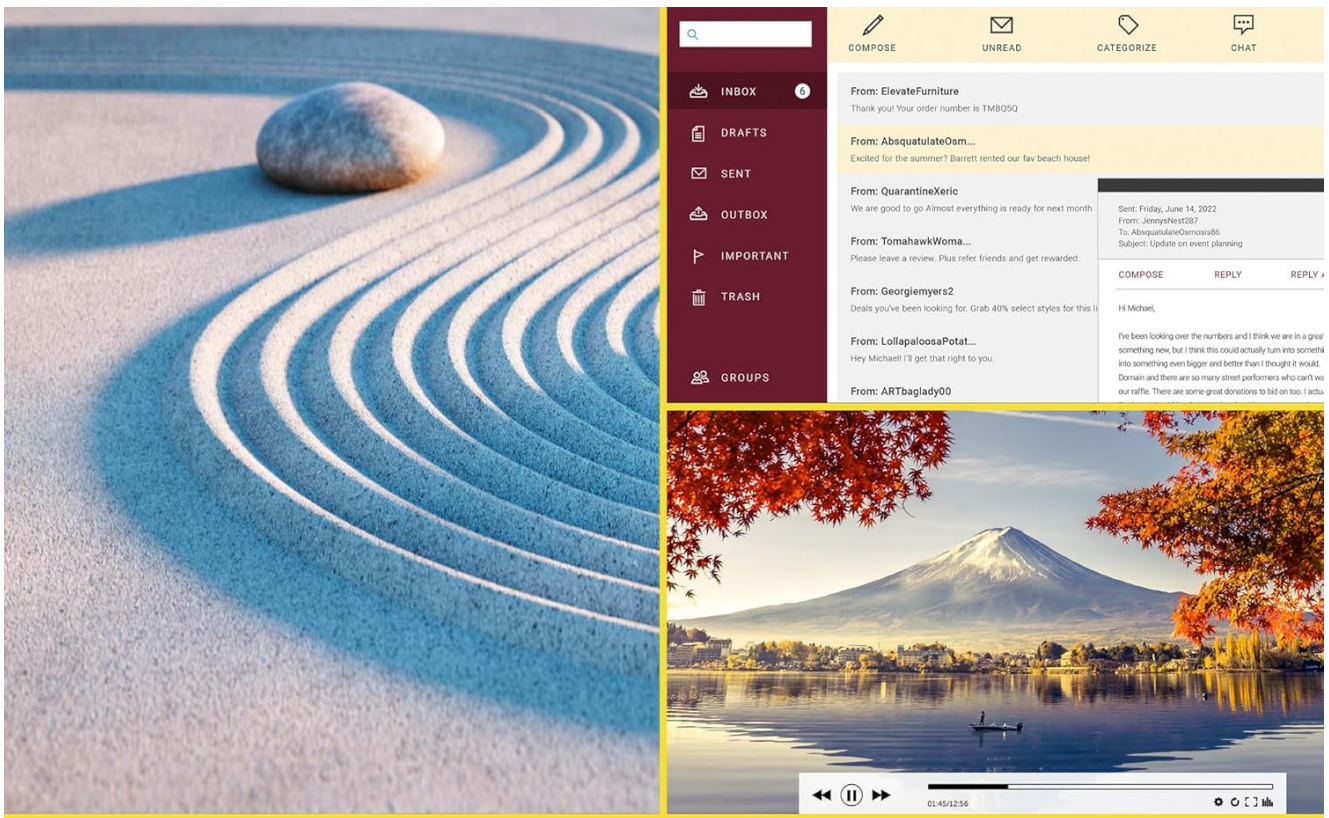 COMPOSE
UNREAD
CATEGORIZE
CHAT
INBOX 6
DRAFTS
SENT
OUTBOX
IMPORTANT
TRASH
GROUPS
From: ElevateFurniture
Thank you! Your order number is TM8Q5Q
From: AbsquatulateOsm...
Excited for the summer? Barrett rented our fav beach house!
From: QuarantineXeric
We are good to go Almost everything is ready for next month
From: TomahawkWoma...
Please leave a review. Plus refer friends and get rewarded.
From: Georgiemyers2
Deals you've been looking for. Grab 40% select styles for this li
From: LollapaloosaPotat...
Hey Michael! I'll get that right to you.
From: ARTbaglady00
Sent: Friday, June 14, 2022
From: JennysNest287
To: AbsquatulateOsmosis86
Subject: Update on event planning
COMPOSE REPLY REPLY A
Hi Michael,
I've been looking over the numbers and I think we are in a great
something new, but I think this could actually turn into somethi
into something even bigger and better than I thought it would.
Domain and there are so many street performers who can't wa
our raffle. There are some great donations to bid on too. I actua
01:45/12:56